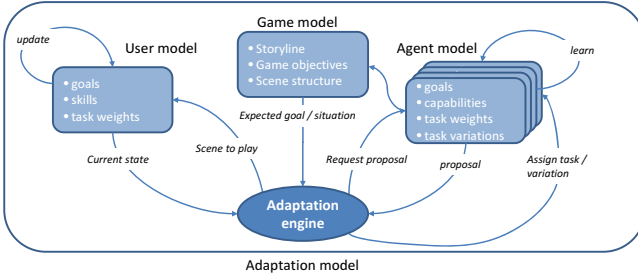 Game model
User model
Agent model
update
learn
• Storyline
• Game objectives
• Scene structure
• goals
• skills
• task weights
• goals
• capabilities
• task weights
• task variations
Expected goal / situation
Current state
Scene to play
Request proposal
proposal
Assign task /
variation
Adaptation
engine
Adaptation model